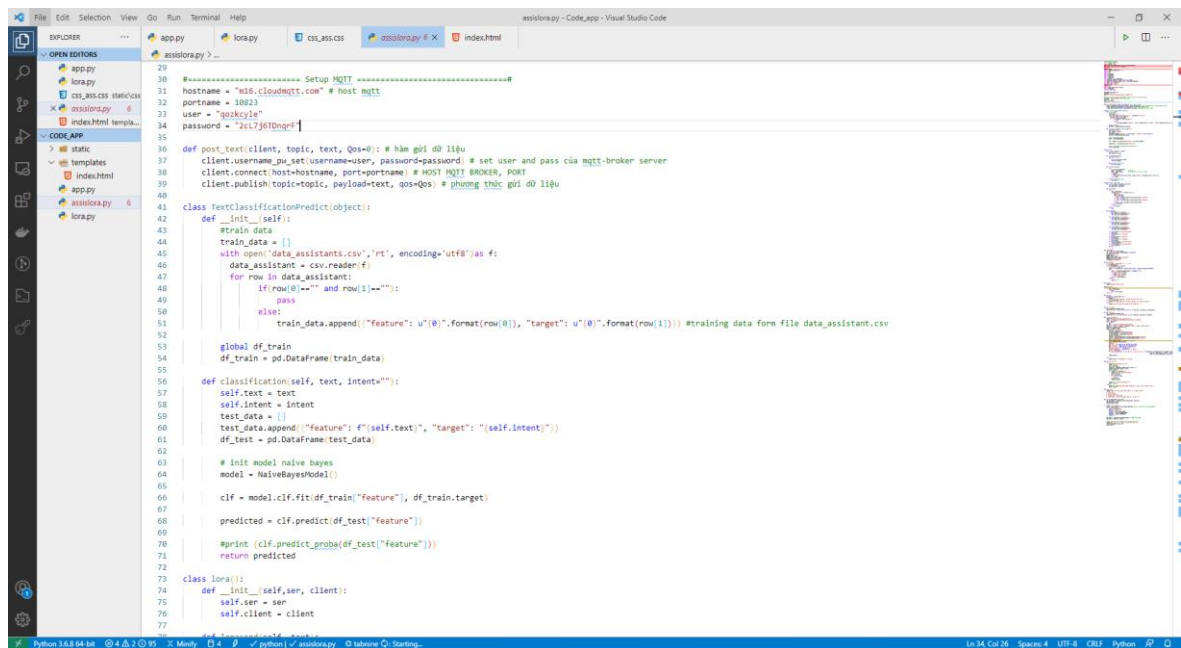 File Edit Selection View Go Run Terminal Help
assislora.py - Code_app - Visual Studio Code
EXPLORER
OPEN EDITORS
app.py
lora.py
css_ass.css static\css
assislora.py 6
index.html templa...
CODE_APP
static
templates
index.html
app.py
assislora.py 6
lora.py
app.py lora.py css_ass.css assislora.py 6 index.html
assislora.py > ...
29
30 #======================== Setup MQTT ================================#
31 hostname = "m16.cloudmqtt.com" # host mqtt
32 portname = 10823
33 user = "qozkcyle"
34 password = "2cL7j6TDnqrF"
35
36 def post_text(client, topic, text, Qos=0): # hàm gửi dữ liệu
37 client.username_pw_set(username=user, password=password) # set user and pass của mqtt-broker server
38 client.connect(host=hostname, port=portname) # HOST MQTT BROKER, PORT
39 client.publish(topic=topic, payload=text, qos=Qos) # phương thức gửi dữ liệu
40
41 class TextClassificationPredict(object):
42 def __init__(self):
43 #train data
44 train_data = []
45 with open('data_assistants.csv','rt', encoding='utf8')as f:
46 data_assistant = csv.reader(f)
47 for row in data_assistant:
48 if(row[0]=="" and row[1]==""):
49 pass
50 else:
51 train_data.append({"feature": u"{0}".format(row[0]), "target": u"{0}".format(row[1])}) #training data form file data_assistant.csv
52
53 global df_train
54 df_train = pd.DataFrame(train_data)
55
56 def classification(self, text, intent=""):
57 self.text = text
58 self.intent = intent
59 test_data = []
60 test_data.append({"feature": f"{self.text}", "target": "{self.intent}"})
61 df_test = pd.DataFrame(test_data)
62
63 # init model naive bayes
64 model = NaiveBayesModel()
65
66 clf = model.clf.fit(df_train["feature"], df_train.target)
67
68 predicted = clf.predict(df_test["feature"])
69
70 #print (clf.predict_proba(df_test["feature"]))
71 return predicted
72
73 class lora():
74 def __init__(self,ser, client):
75 self.ser = ser
76 self.client = client
77
Python 3.6.8 64-bit 4 2 95 Minify 4 python | assislora.py tabnine: Starting... Ln 34, Col 26 Spaces: 4 UTF-8 CRLF Python